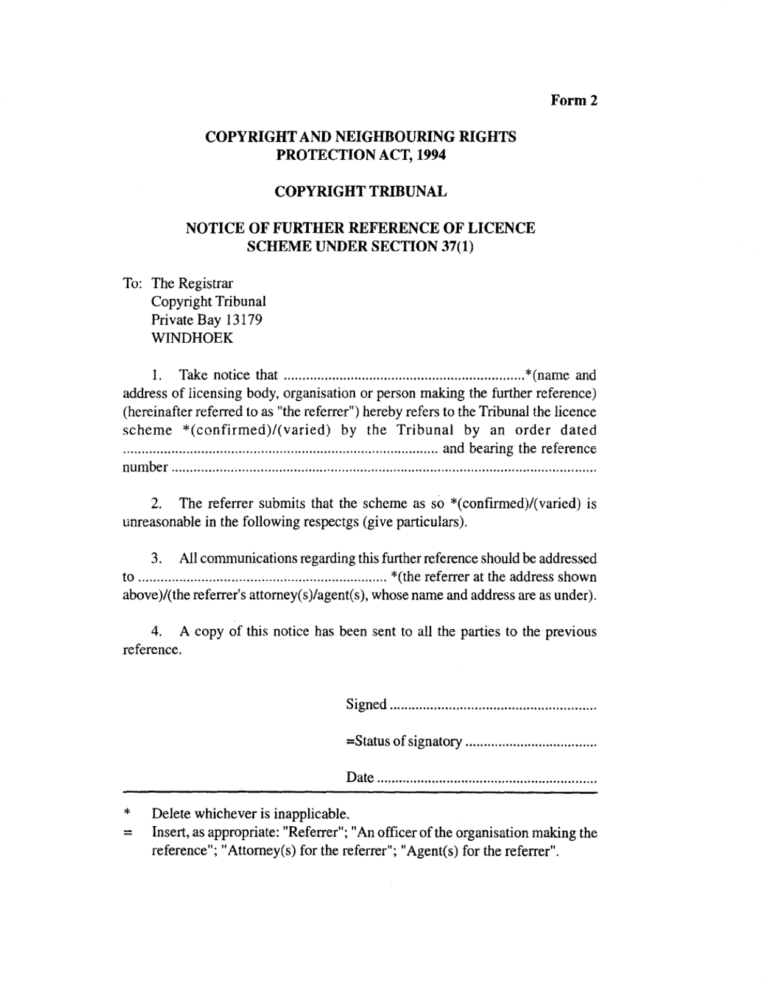 Form 2
COPYRIGHT AND NEIGHBOURING RIGHTS
PROTECTION ACT, 1994
COPYRIGHT TRIBUNAL
NOTICE OF FURTHER REFERENCE OF LICENCE
SCHEME UNDER SECTION 37(1)
To: The Registrar
Copyright Tribunal
Private Bay 13179
WINDHOEK
1. Take notice that .................................................................*(name and
address of licensing body, organisation or person making the further reference)
(hereinafter referred to as "the referrer") hereby refers to the Tribunal the licence
scheme *(confirmed)/(varied) by the Tribunal by an order dated
..................................................................................... and bearing the reference
number ...................................................................................................................
2. The referrer submits that the scheme as so *(confirmed)/(varied) is
unreasonable in the following respectgs (give particulars).
3. All communications regarding this further reference should be addressed
to ................................................................... *(the referrer at the address shown
above)/(the referrer's attorney(s)/agent(s), whose name and address are as under).
4. A copy of this notice has been sent to all the parties to the previous
reference.
Signed ........................................................
=Status of signatory ....................................
Date ............................................................
* Delete whichever is inapplicable.
= Insert, as appropriate: "Referrer"; "An officer of the organisation making the
reference"; "Attorney(s) for the referrer"; "Agent(s) for the referrer".